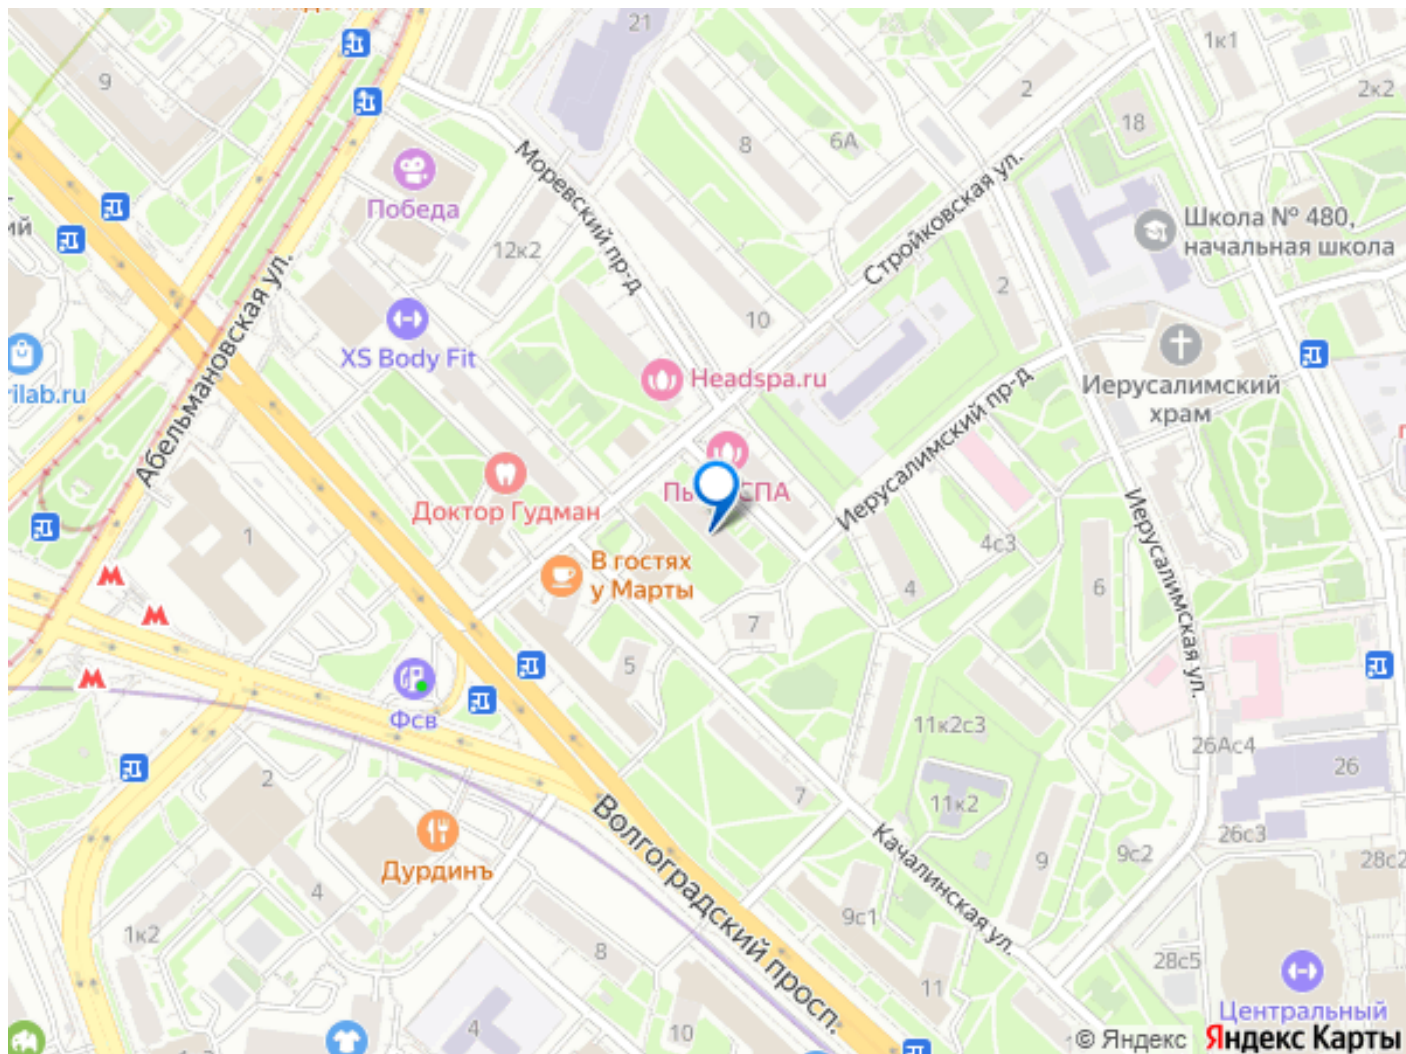 21
1к1
9
2
2к2
18
8
6А
Моревский пр-д
Стройковская ул.
Победа
ий
12к2
Школа № 480,
начальная школа
Абельмановская ул.
2
10
XS Body Fit
Headspa.ru
rilab.ru
Иерусалимский
храм
Иерусалимский пр-д
СПА
Доктор Гудман
Иерусалимская ул.
1
4с3
В гостях
у Марты
4
6
7
5
Фсв
11к2с3
26Ас4
26
2
7
11к2
Волгоградский просп.
Качалинская ул.
26с3
9
9с2
28с2
Дурдинъ
4
9с1
1к2
8
28с5
11
Центральный
4
10
© Яндекс Яндекс Карты